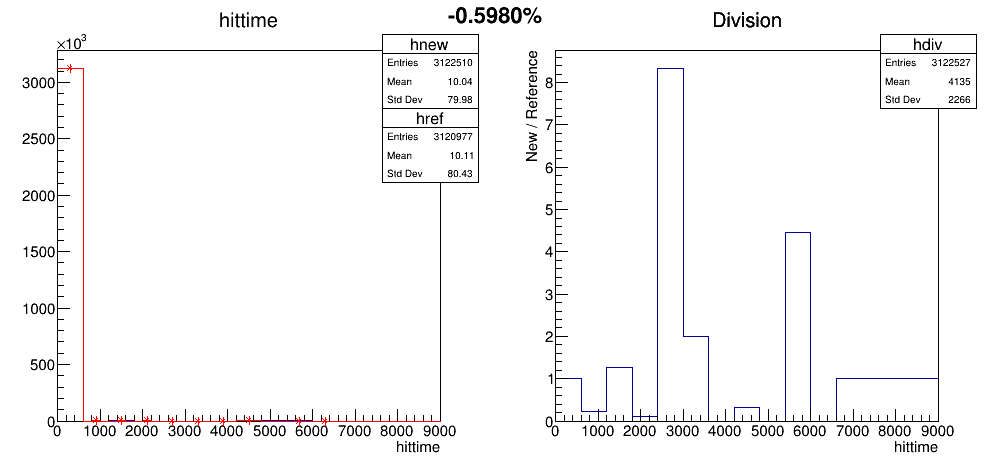 -0.5980%
hittime
Division
×10³
3000
2500
2000
1500
1000
500
0
0 1000 2000 3000 4000 5000 6000 7000 8000 9000
hittime
hnew
Entries 3122510
Mean 10.04
Std Dev 79.98
href
Entries 3120977
Mean 10.11
Std Dev 80.43
New / Reference
8
7
6
5
4
3
2
1
0
0 1000 2000 3000 4000 5000 6000 7000 8000 9000
hittime
hdiv
Entries 3122527
Mean 4135
Std Dev 2266